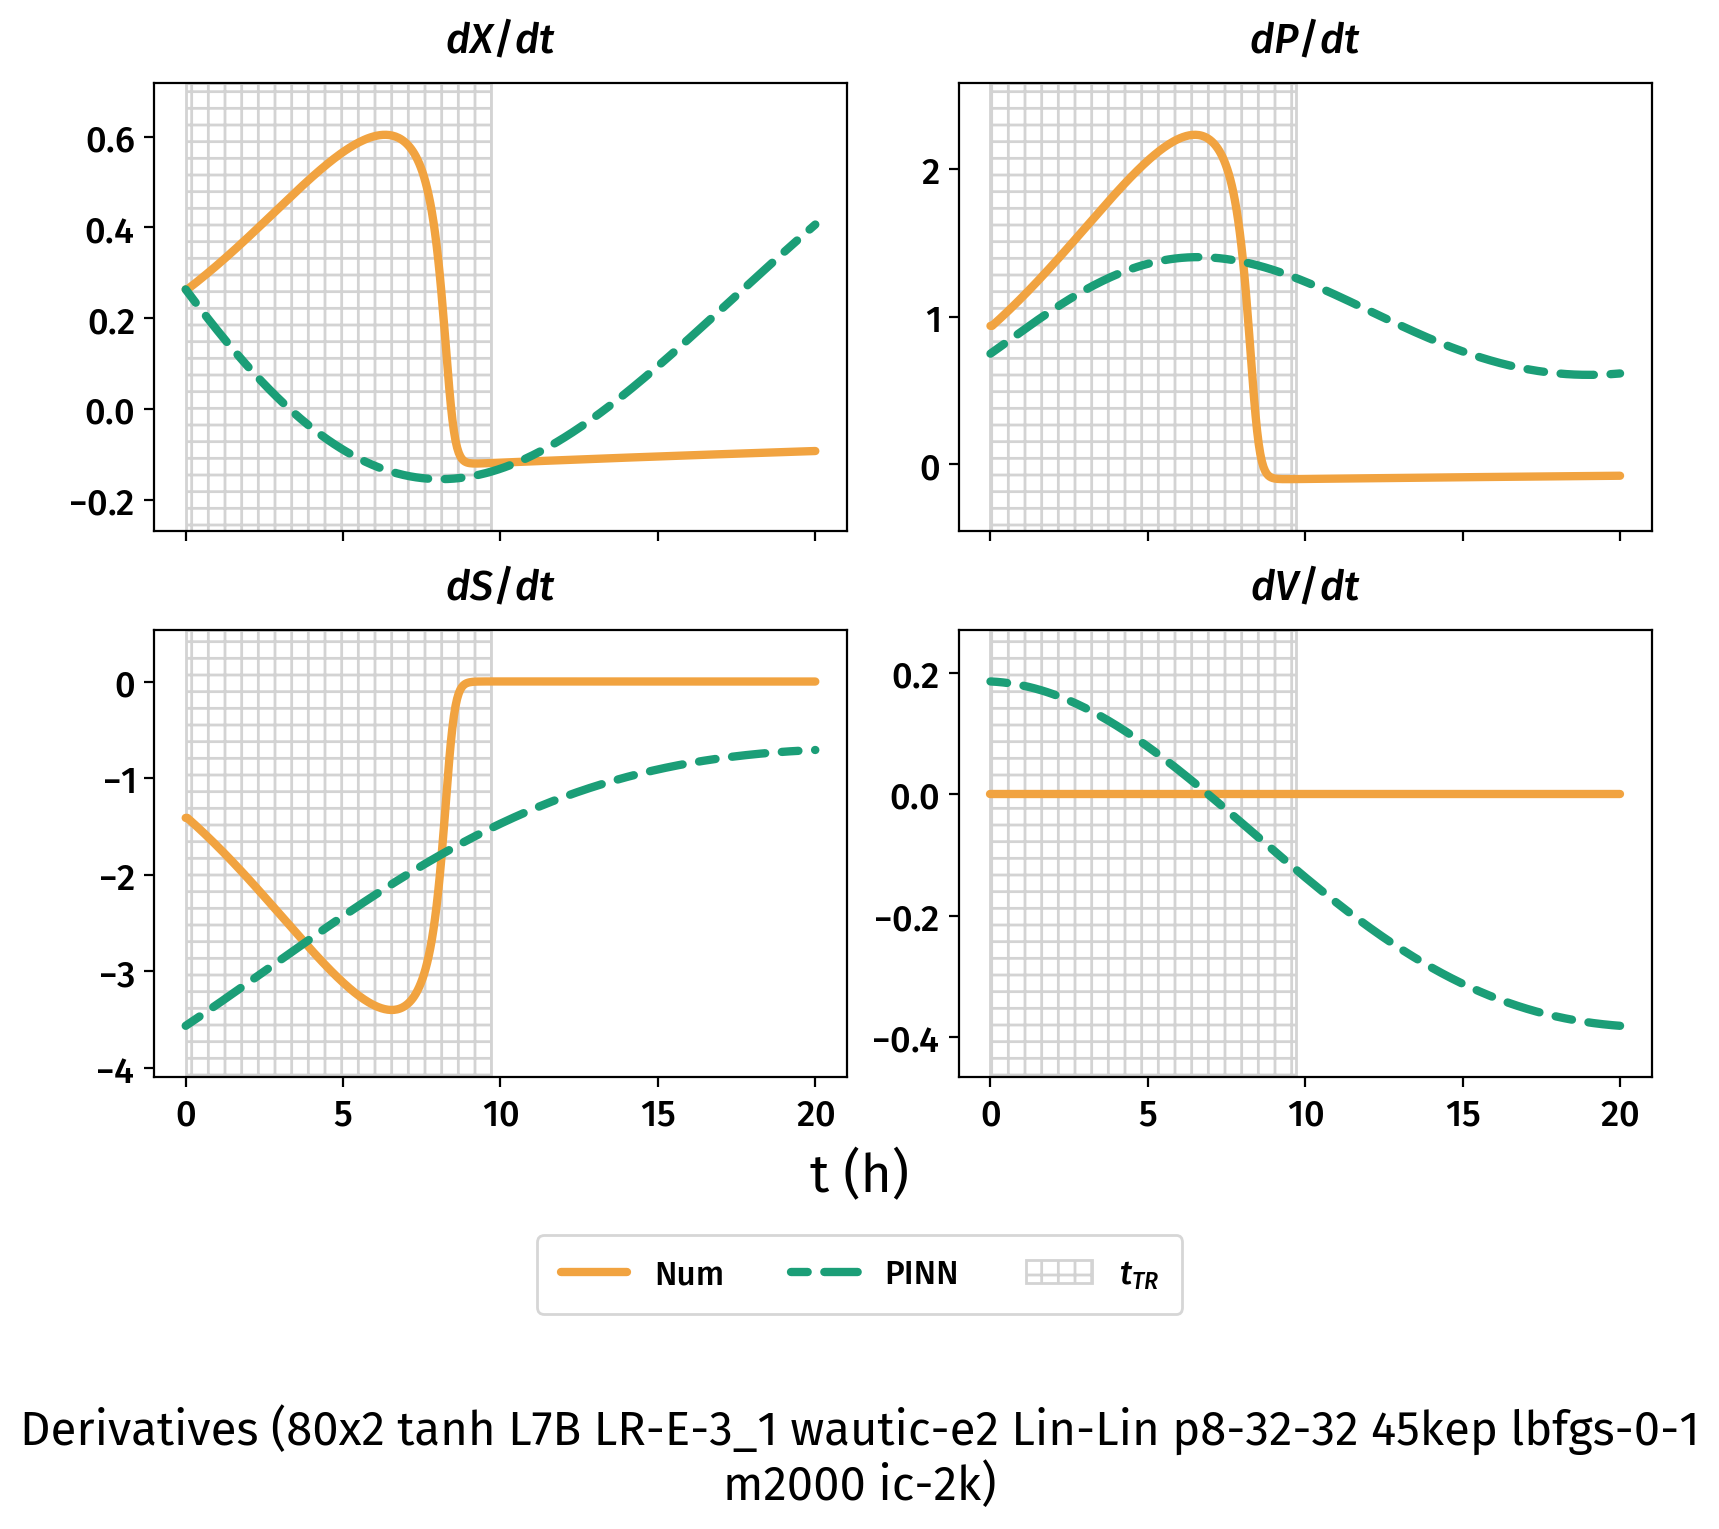 dX/dt
dP/dt
0.6
0.4
0.2
0.0
−0.2
2
1
0
dS/dt
dV/dt
0
−1
−2
−3
−4
0 5 10 15 20
0.2
0.0
−0.2
−0.4
0 5 10 15 20
t (h)
Num PINN tTR
Derivatives (80x2 tanh L7B LR-E-3_1 wautic-e2 Lin-Lin p8-32-32 45kep lbfgs-0-1
m2000 ic-2k)